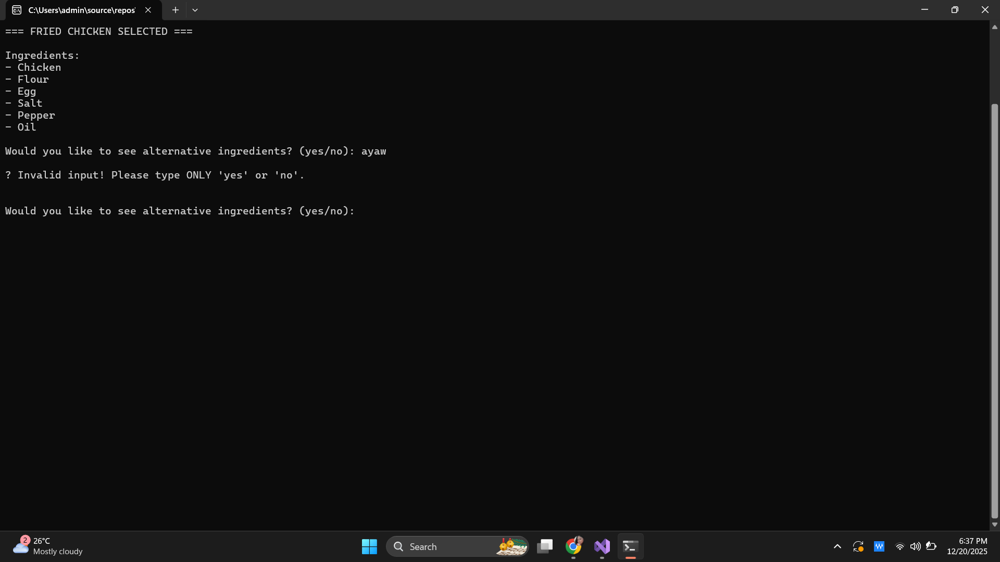 C:\Users\admin\source\repos\
=== FRIED CHICKEN SELECTED ===
Ingredients:
- Chicken
- Flour
- Egg
- Salt
- Pepper
- Oil
Would you like to see alternative ingredients? (yes/no): ayaw
? Invalid input! Please type ONLY 'yes' or 'no'.
Would you like to see alternative ingredients? (yes/no):
2
26°C
Mostly cloudy
Search
6:37 PM
12/20/2025